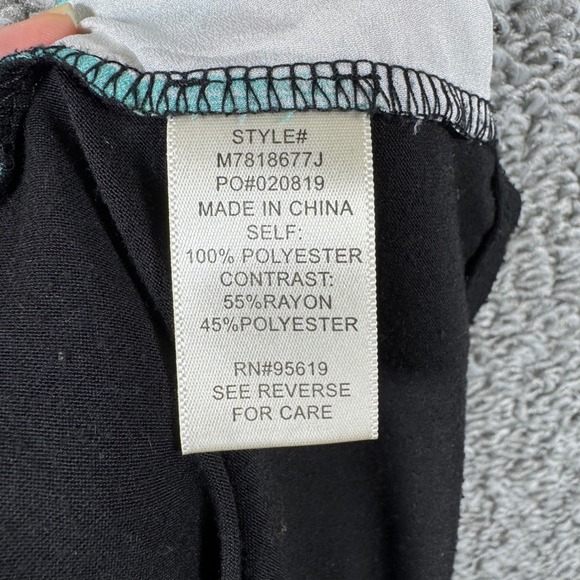 STYLE#
M7818677J
PO#020819
MADE IN CHINA
SELF:
100% POLYESTER
CONTRAST:
55%RAYON
45%POLYESTER
RN#95619
SEE REVERSE
FOR CARE